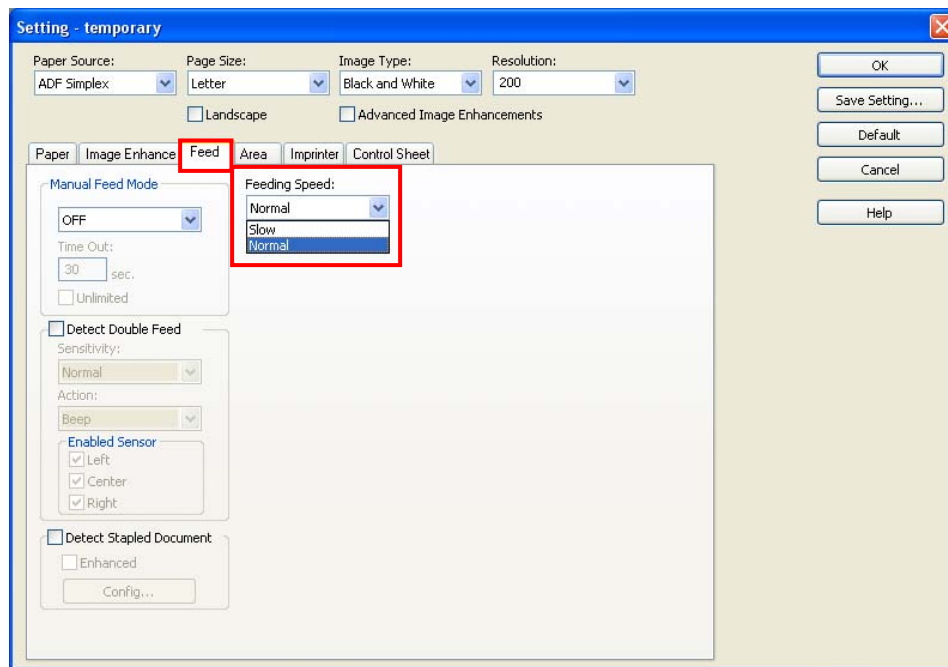 Setting - temporary
Paper Source: Page Size: Image Type: Resolution:
ADF Simplex Letter Black and White 200
Landscape Advanced Image Enhancements
OK
Save Setting...
Default
Cancel
Help
Paper Image Enhance Feed Area Imprinter Control Sheet
Manual Feed Mode
OFF
Time Out:
30 sec.
Unlimited
Feeding Speed:
Normal
Slow
Normal
Detect Double Feed
Sensitivity:
Normal
Action:
Beep
Enabled Sensor
Left
Center
Right
Detect Stapled Document
Enhanced
Config...